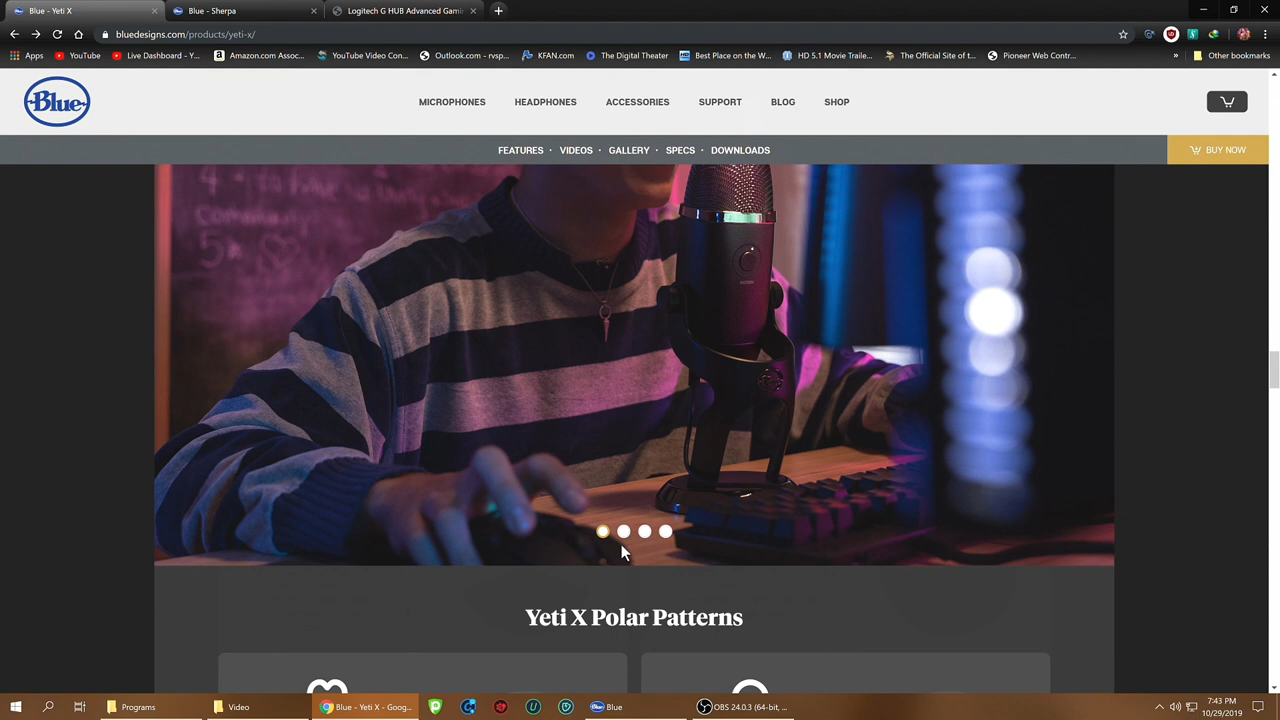 Blue - Yeti X
Blue - Sherpa
Logitech G HUB Advanced Gami
bluedesigns.com/products/yeti-x/
Apps
YouTube
Live Dashboard - Y...
Amazon.com Assoc...
YouTube Video Con...
Outlook.com - rvsp...
KFAN.com
The Digital Theater
Best Place on the W...
HD 5.1 Movie Traile...
The Official Site of t...
Pioneer Web Contr...
»
Other bookmarks
Blue
MICROPHONES
HEADPHONES
ACCESSORIES
SUPPORT
BLOG
SHOP
FEATURES · VIDEOS · GALLERY · SPECS · DOWNLOADS
BUY NOW
Yeti X Polar Patterns
Programs
Video
Blue - Yeti X - Goog...
Blue
OBS 24.0.3 (64-bit, ...
7:43 PM
10/29/2019